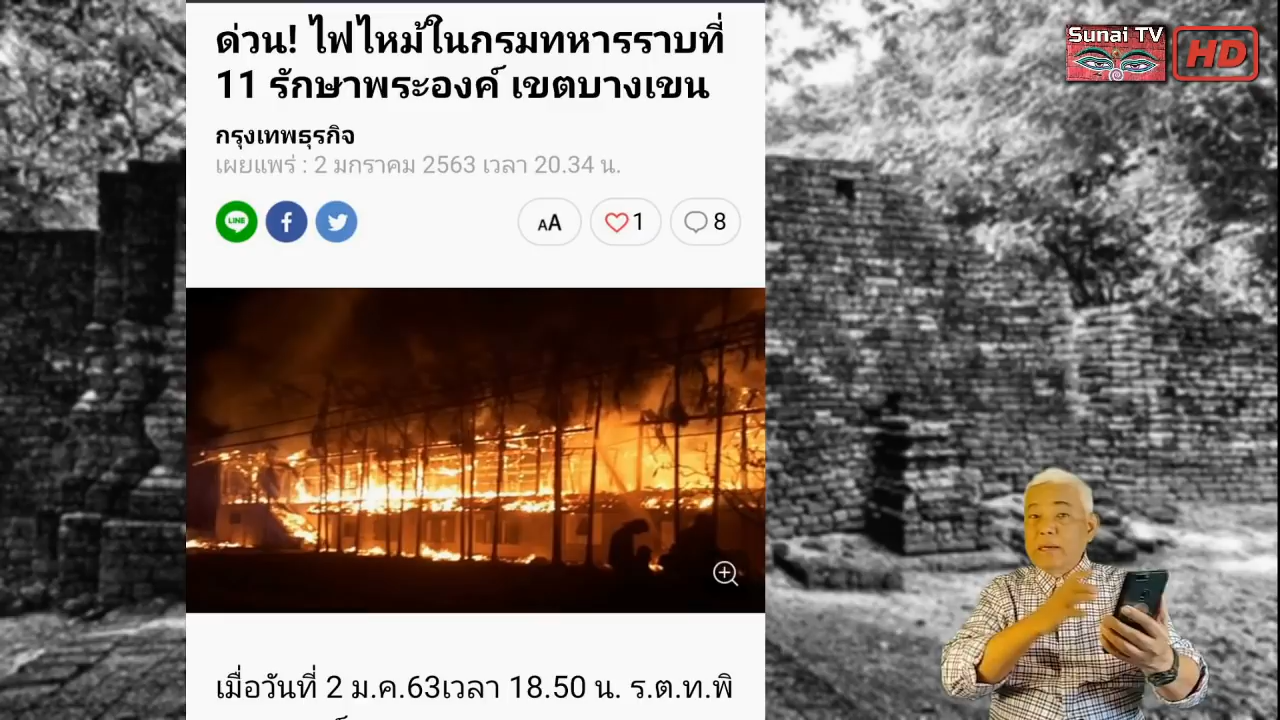 ด่วน! ไฟไหม้ในกรมทหารราบที่
11 รักษาพระองค์ เขตบางเขน
กรุงเทพธุรกิจ
เผยแพร่ : 2 มกราคม 2563 เวลา 20.34 น.
LINE
AA
1
8
Sunai TV
HD
เมื่อวันที่ 2 ม.ค.63เวลา 18.50 น. ร.ต.ท.พิ